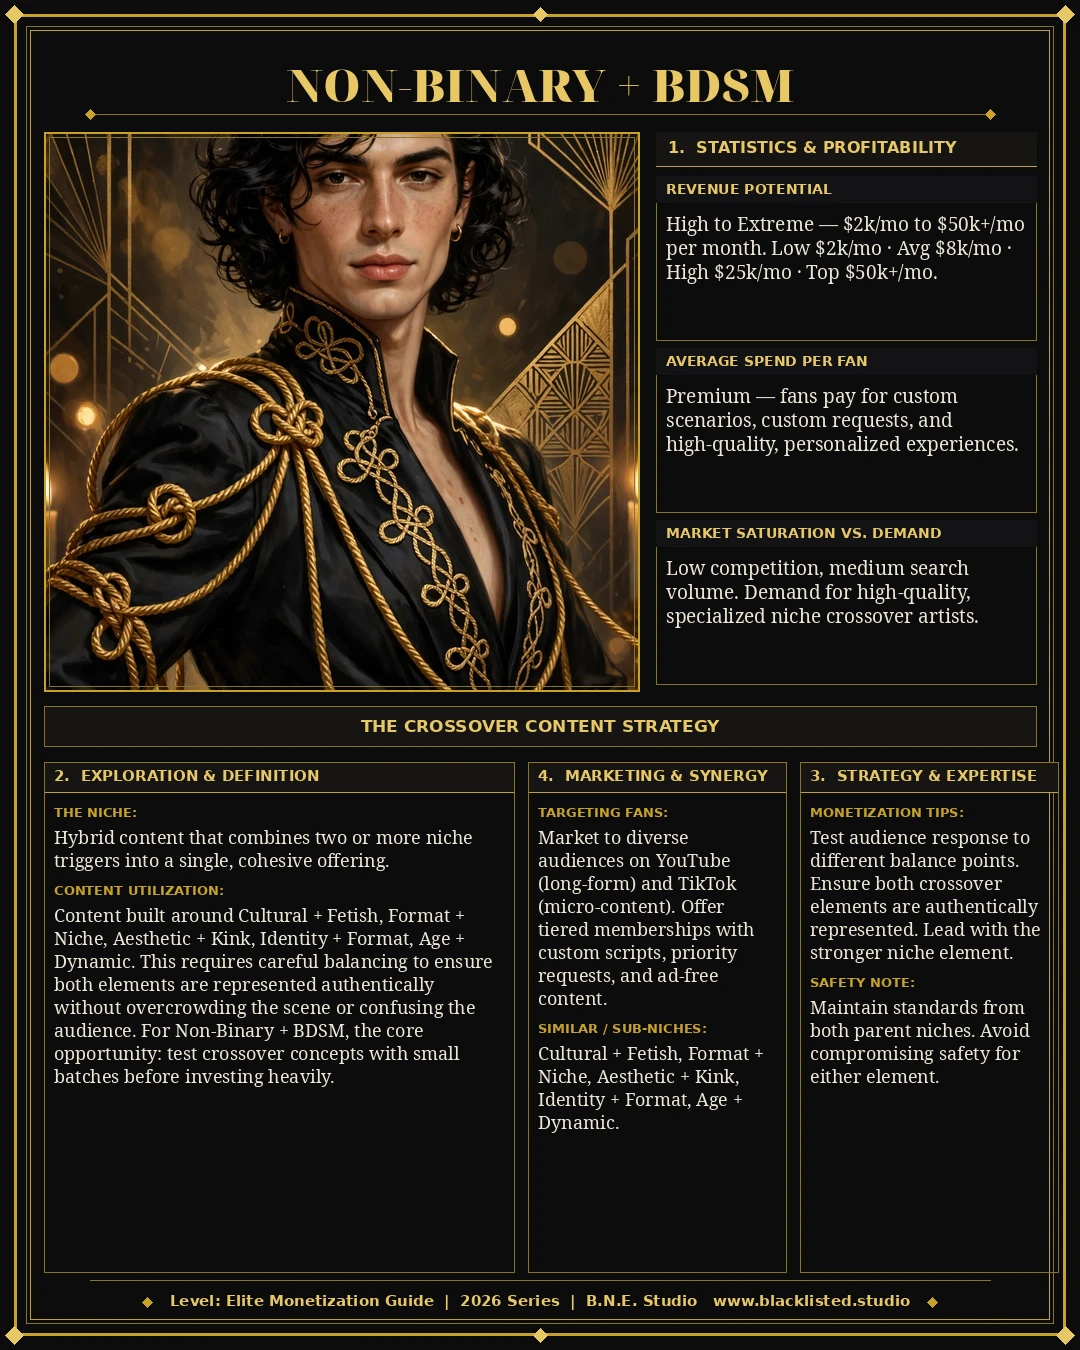 NON-BINARY + BDSM
1. STATISTICS & PROFITABILITY
REVENUE POTENTIAL
High to Extreme — $2k/mo to $50k+/mo
per month. Low $2k/mo · Avg $8k/mo ·
High $25k/mo · Top $50k+/mo.
AVERAGE SPEND PER FAN
Premium — fans pay for custom
scenarios, custom requests, and
high-quality, personalized experiences.
MARKET SATURATION VS. DEMAND
Low competition, medium search
volume. Demand for high-quality,
specialized niche crossover artists.
THE CROSSOVER CONTENT STRATEGY
2. EXPLORATION & DEFINITION
THE NICHE:
Hybrid content that combines two or more niche
triggers into a single, cohesive offering.
CONTENT UTILIZATION:
Content built around Cultural + Fetish, Format +
Niche, Aesthetic + Kink, Identity + Format, Age +
Dynamic. This requires careful balancing to ensure
both elements are represented authentically
without overcrowding the scene or confusing the
audience. For Non-Binary + BDSM, the core
opportunity: test crossover concepts with small
batches before investing heavily.
4. MARKETING & SYNERGY
TARGETING FANS:
Market to diverse
audiences on YouTube
(long-form) and TikTok
(micro-content). Offer
tiered memberships with
custom scripts, priority
requests, and ad-free
content.
SIMILAR / SUB-NICHES:
Cultural + Fetish, Format +
Niche, Aesthetic + Kink,
Identity + Format, Age +
Dynamic.
3. STRATEGY & EXPERTISE
MONETIZATION TIPS:
Test audience response to
different balance points.
Ensure both crossover
elements are authentically
represented. Lead with the
stronger niche element.
SAFETY NOTE:
Maintain standards from
both parent niches. Avoid
compromising safety for
either element.
Level: Elite Monetization Guide | 2026 Series | B.N.E. Studio www.blacklisted.studio